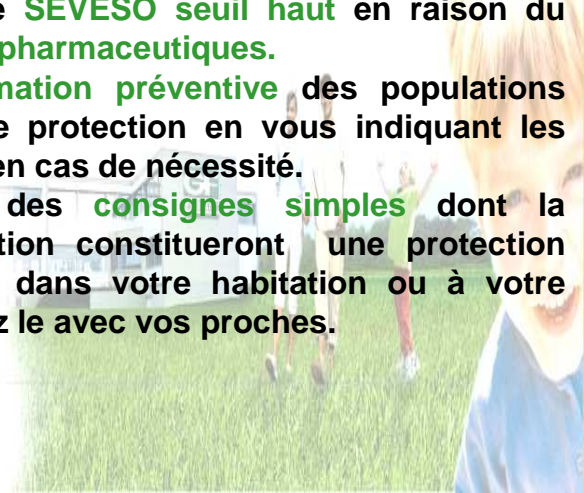 e SEVESO seuil haut en raison du
pharmaceutiques.
mation préventive des populations
e protection en vous indiquant les
en cas de nécessité.
des consignes simples dont la
tion constitueront une protection
dans votre habitation ou à votre
z le avec vos proches.